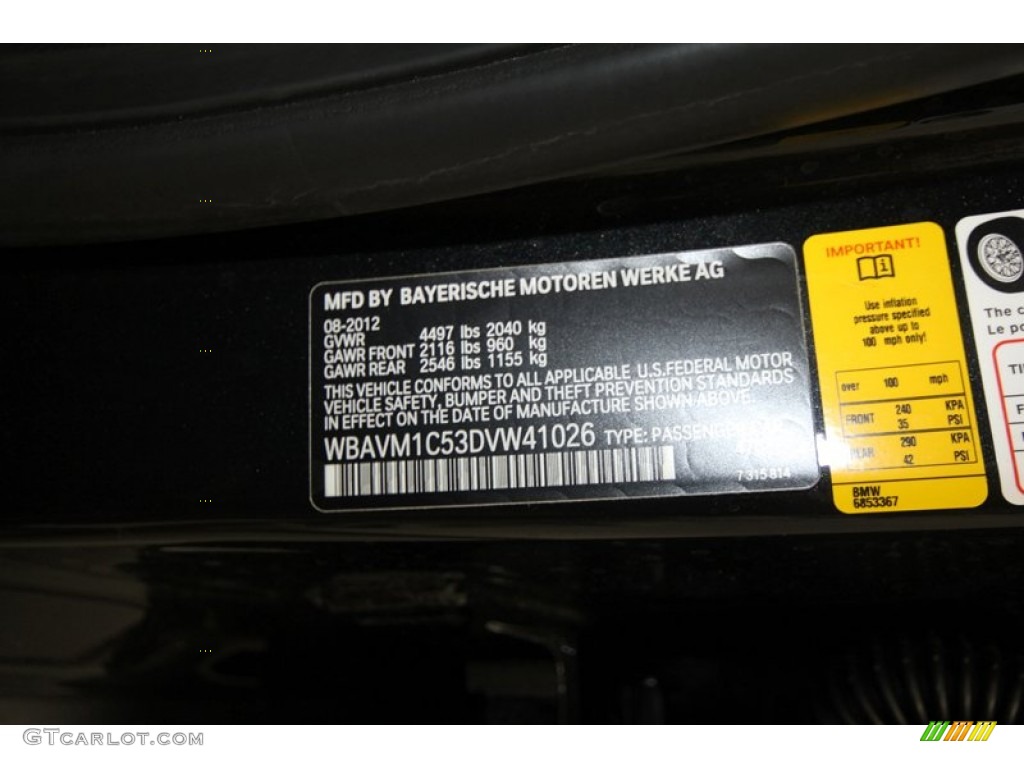 MFD BY BAYERISCHE MOTOREN WERKE AG
08-2012
GVWR 4497 lbs 2040 kg
GAWR FRONT 2116 lbs 960 kg
GAWR REAR 2546 lbs 1155 kg
THIS VEHICLE CONFORMS TO ALL APPLICABLE U.S.FEDERAL MOTOR
VEHICLE SAFETY, BUMPER AND THEFT PREVENTION STANDARDS
IN EFFECT ON THE DATE OF MANUFACTURE SHOWN ABOVE.
WBAVM1C53DVW41026 TYPE:
7315814
IMPORTANT!
Use inflation
pressure specified
above up to
100 mph only!
over 100 mph
FRONT 240 KPA
35 PSI
REAR 290 KPA
42 PSI
BMW
6853367
The
Le
GTCarlot.com